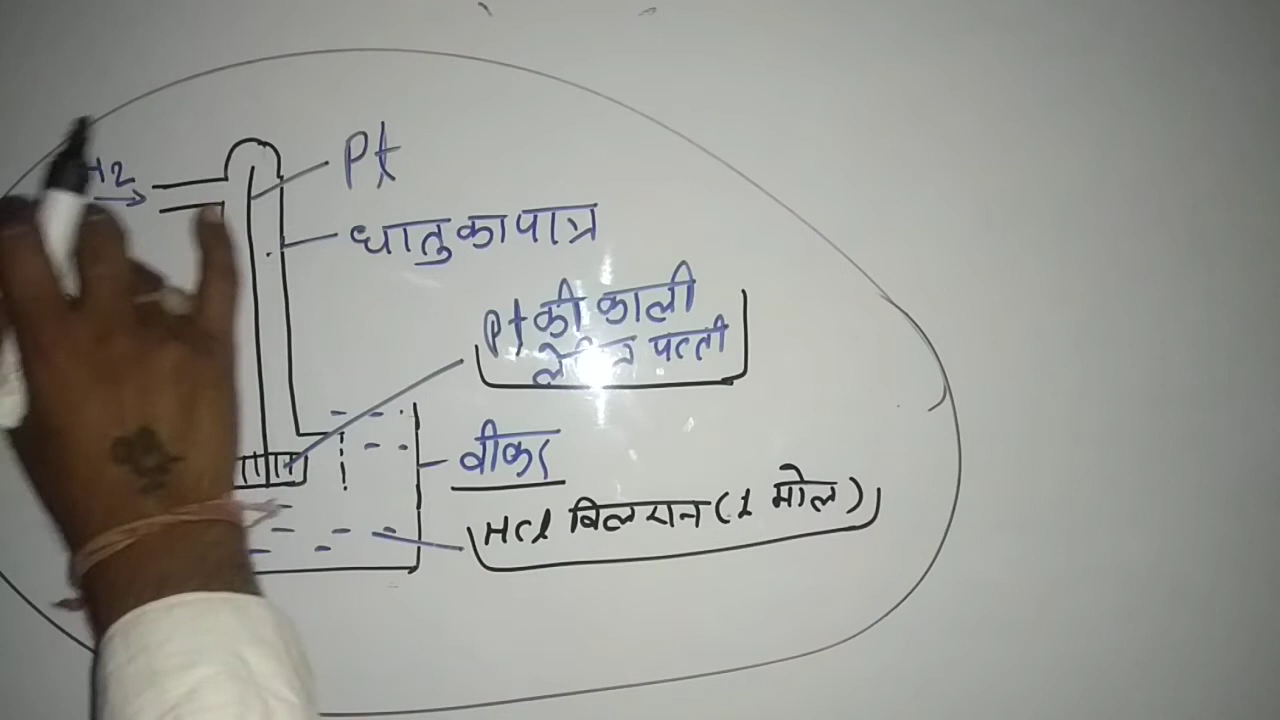 H2
Pt
धातु का पात्र
Pt की काली
पत्ती
बीकर
HCl विलयन (1 मोल)